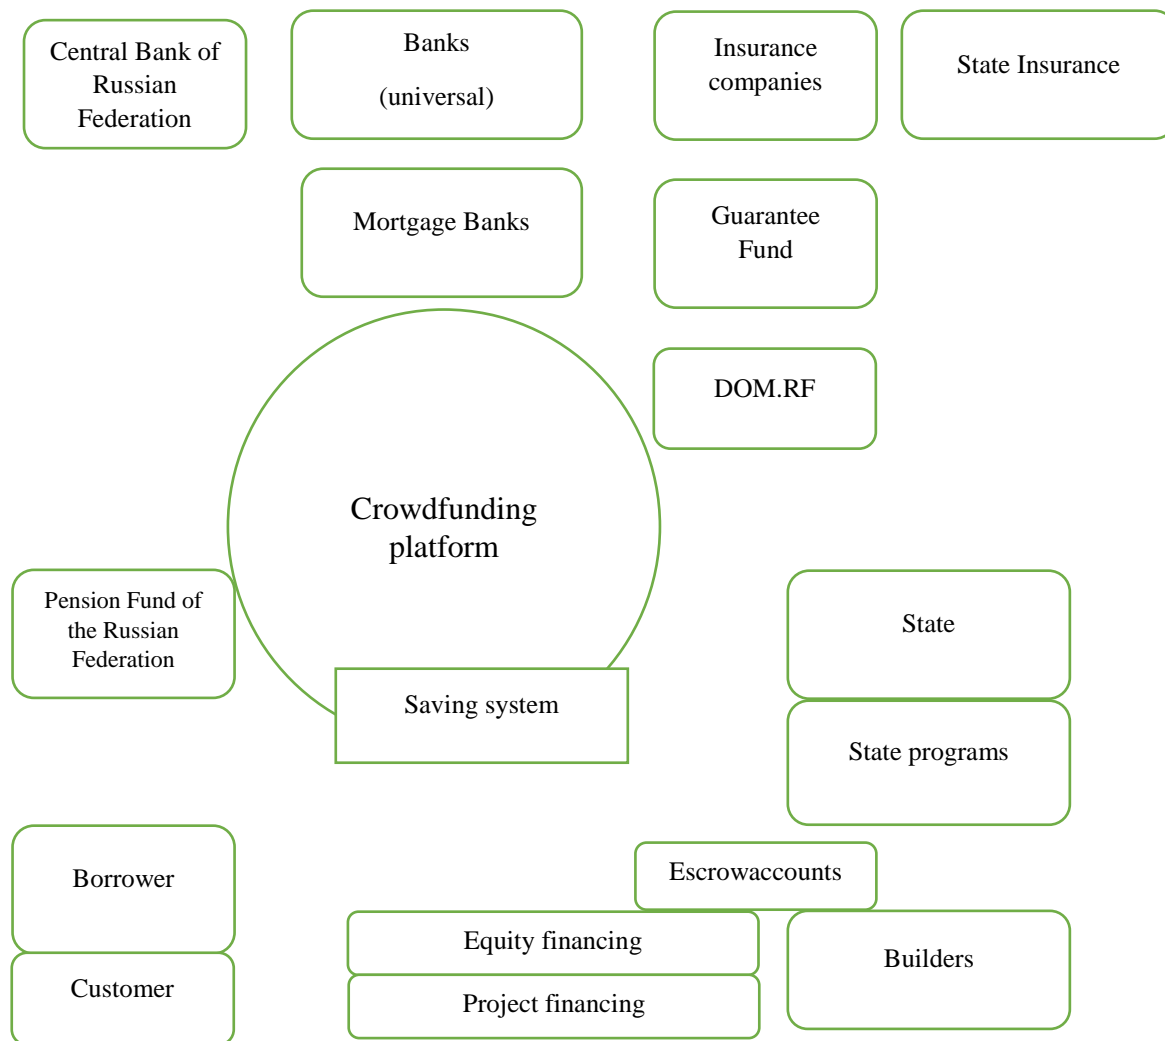 Central Bank of
Russian
Federation
Banks
(universal)
Insurance
companies
State Insurance
Mortgage Banks
Guarantee
Fund
DOM.RF
Crowdfunding
platform
Pension Fund of
the Russian
Federation
State
Saving system
State programs
Borrower
Escrowaccounts
Equity financing
Builders
Customer
Project financing